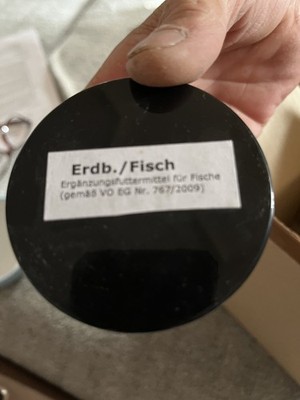 Erdb./Fisch
Ergänzungsfuttermittel für Fische
(gemäß VO EG Nr. 767/2009)